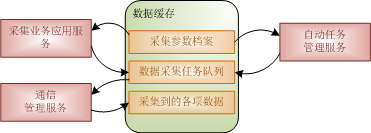 数据缓存
采集业务应用服
务
采集参数档案
自动任务
管理服务
数据采集任务队列
通信
管理服务
采集到的各项数据